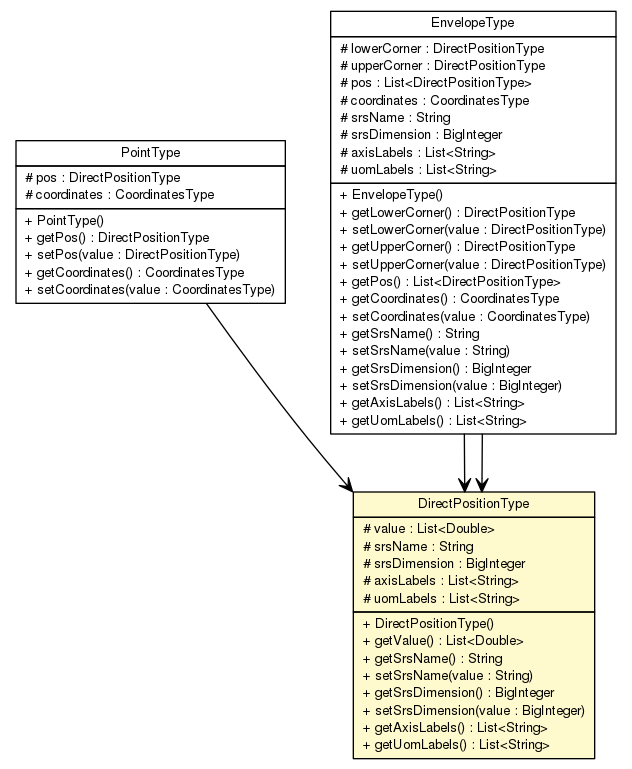 EnvelopeType
# lowerCorner : DirectPositionType
# upperCorner : DirectPositionType
# pos : List<DirectPositionType>
# coordinates : CoordinatesType
# srsName : String
# srsDimension : BigInteger
# axisLabels : List<String>
# uomLabels : List<String>
+ EnvelopeType()
+ getLowerCorner() : DirectPositionType
+ setLowerCorner(value : DirectPositionType)
+ getUpperCorner() : DirectPositionType
+ setUpperCorner(value : DirectPositionType)
+ getPos() : List<DirectPositionType>
+ getCoordinates() : CoordinatesType
+ setCoordinates(value : CoordinatesType)
+ getSrsName() : String
+ setSrsName(value : String)
+ getSrsDimension() : BigInteger
+ setSrsDimension(value : BigInteger)
+ getAxisLabels() : List<String>
+ getUomLabels() : List<String>
PointType
# pos : DirectPositionType
# coordinates : CoordinatesType
+ PointType()
+ getPos() : DirectPositionType
+ setPos(value : DirectPositionType)
+ getCoordinates() : CoordinatesType
+ setCoordinates(value : CoordinatesType)
DirectPositionType
# value : List<Double>
# srsName : String
# srsDimension : BigInteger
# axisLabels : List<String>
# uomLabels : List<String>
+ DirectPositionType()
+ getValue() : List<Double>
+ getSrsName() : String
+ setSrsName(value : String)
+ getSrsDimension() : BigInteger
+ setSrsDimension(value : BigInteger)
+ getAxisLabels() : List<String>
+ getUomLabels() : List<String>